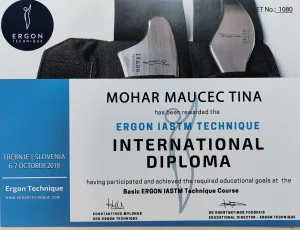 ERGON
TECHNIQUE
ET No.: 1080
MOHAR MAUCEC TINA
has been rewarded the
ERGON IASTM TECHNIQUE
INTERNATIONAL
DIPLOMA
TREBNJE | SLOVENIA
6-7 OCTOBER 2018
having participated and achieved the required educational goals at the
Basic ERGON IASTM Technique Course
Ergon Technique
WWW.ERGONTECHNIQUE.COM
KONSTANTINOS MYLONAS
CEO-ERGON TECHNIQUE
DR KONSTANTINOS FOUSEKIS
EDUCATIONAL DIRECTOR - ERGON TECHNIQUE